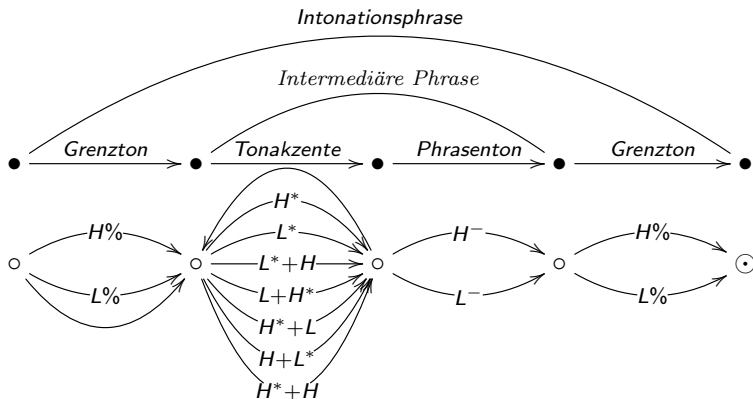 Intonationsphrase
Intermediäre Phrase
Grenzton Tonakzente Phrasenton Grenzton
H*
H% L* H⁻ H%
L*+H
L% L+H* L⁻ L%
H*+L
H+L*
H*+H